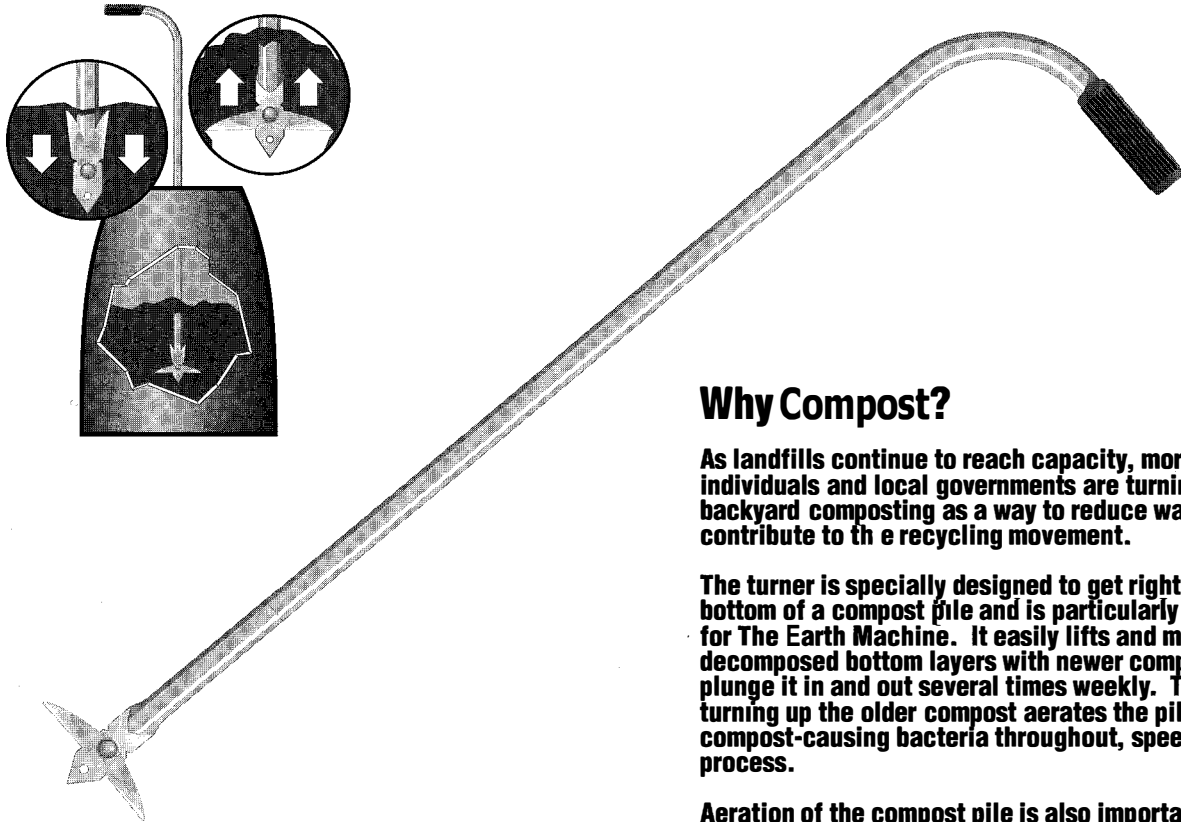 Why Compost?
As landfills continue to reach capacity, mor
individuals and local governments are turnin
backyard composting as a way to reduce wa
contribute to th e recycling movement.
The turner is specially designed to get right
bottom of a compost pile and is particularly
for The Earth Machine. It easily lifts and m
decomposed bottom layers with newer comp
plunge it in and out several times weekly. T
turning up the older compost aerates the pil
compost-causing bacteria throughout, spee
process.
Aeration of the compost pile is also importa